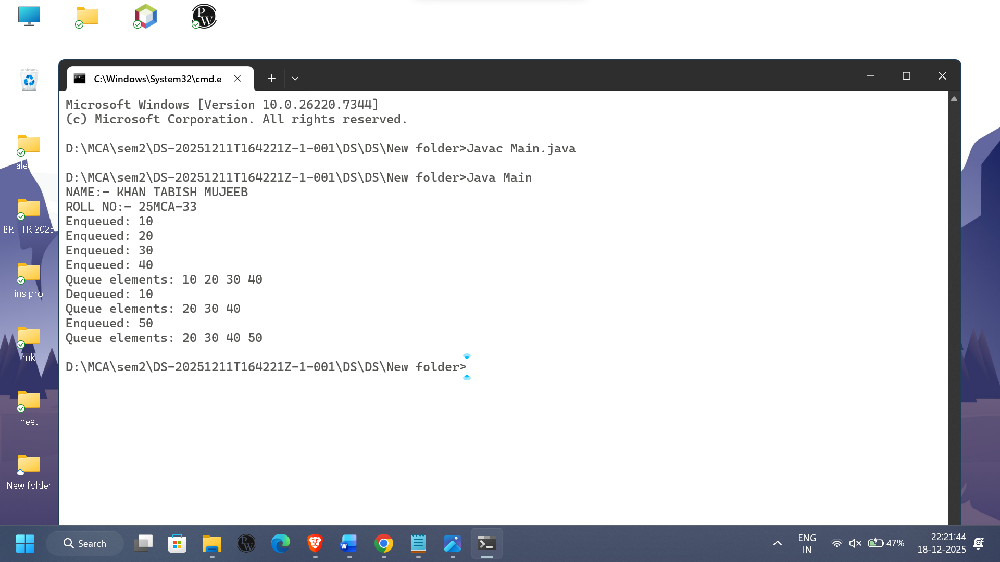 C:\Windows\System32\cmd.e
Microsoft Windows [Version 10.0.26220.7344]
(c) Microsoft Corporation. All rights reserved.
D:\MCA\sem2\DS-20251211T164221Z-1-001\DS\DS\New folder>Javac Main.java
D:\MCA\sem2\DS-20251211T164221Z-1-001\DS\DS\New folder>Java Main
NAME:- KHAN TABISH MUJEEB
ROLL NO:- 25MCA-33
Enqueued: 10
Enqueued: 20
Enqueued: 30
Enqueued: 40
Queue elements: 10 20 30 40
Dequeued: 10
Queue elements: 20 30 40
Enqueued: 50
Queue elements: 20 30 40 50
D:\MCA\sem2\DS-20251211T164221Z-1-001\DS\DS\New folder>
ale
BPJ ITR 2025
ins pro
mk
neet
New folder
Search
ENG
IN
47%
22:21:44
18-12-2025